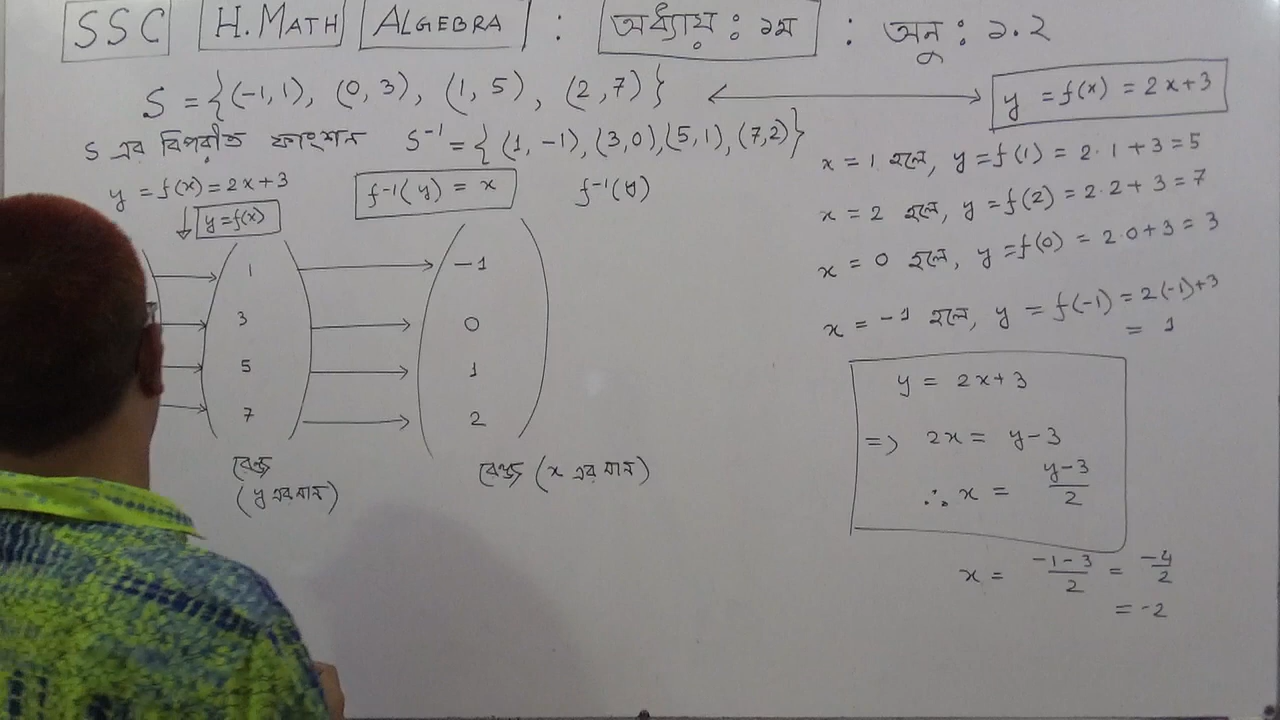 SSC H. MATH ALGEBRA : অধ্যায় : ১ম : অনু : ১.২
S = {(-1, 1), (0, 3), (1, 5), (2, 7)} ⟷ y = f(x) = 2x+3
S এর বিপরীত ফাংশন S⁻¹ = {(1, -1), (3, 0), (5, 1), (7, 2)}
y = f(x) = 2x+3
↓ y = f(x)
f⁻¹(y) = x f⁻¹(y)
1 → -1
3 → 0
5 → 1
7 → 2
রেঞ্জ
(y এর মান)
রেঞ্জ (x এর মান)
x = 1 হলে, y = f(1) = 2·1 + 3 = 5
x = 2 হলে, y = f(2) = 2·2 + 3 = 7
x = 0 হলে, y = f(0) = 2·0 + 3 = 3
x = -1 হলে, y = f(-1) = 2(-1)+3
= 1
y = 2x+3
=> 2x = y-3
∴ x = (y-3)/2
x = (-1-3)/2 = -4/2
= -2